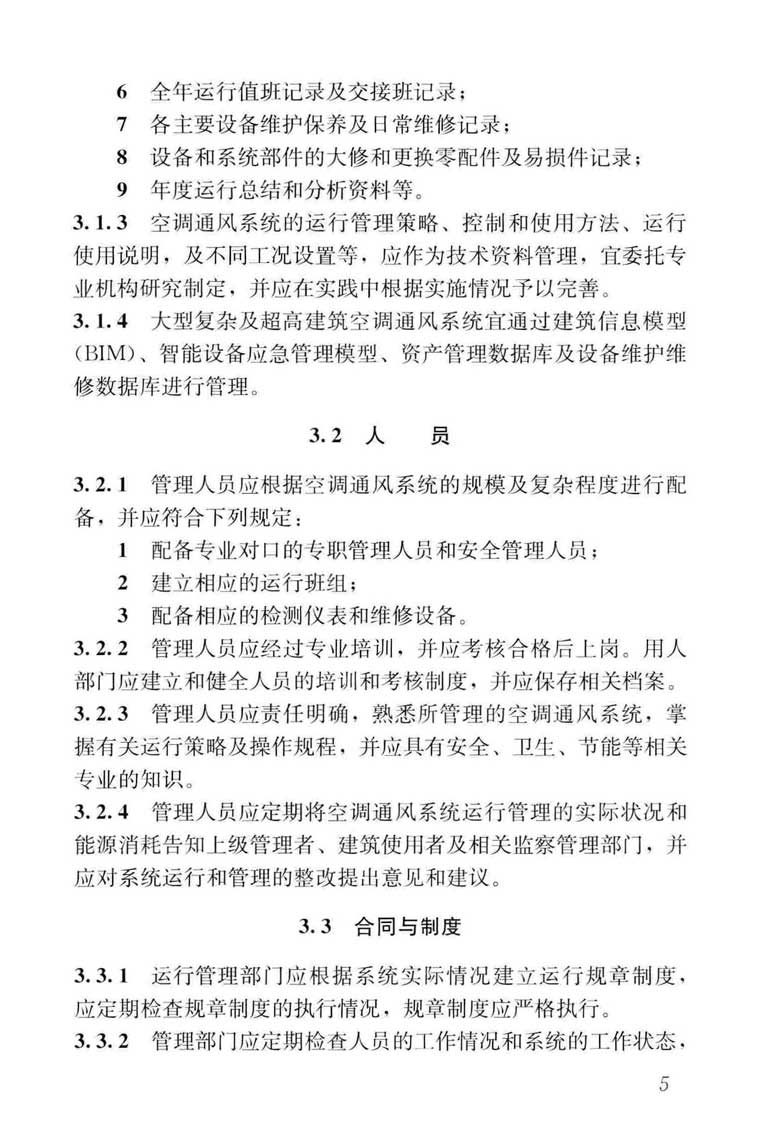 6 全年运行值班记录及交接班记录；
7 各主要设备维护保养及日常维修记录；
8 设备和系统部件的大修和更换零配件及易损件记录；
9 年度运行总结和分析资料等。
3.1.3 空调通风系统的运行管理策略、控制和使用方法、运行
使用说明，及不同工况设置等，应作为技术资料管理，宜委托专
业机构研究制定，并应在实践中根据实施情况予以完善。
3.1.4 大型复杂及超高建筑空调通风系统宜通过建筑信息模型
（BIM）、智能设备应急管理模型、资产管理数据库及设备维护维
修数据库进行管理。
3.2 人 员
3.2.1 管理人员应根据空调通风系统的规模及复杂程度进行配
备，并应符合下列规定：
1 配备专业对口的专职管理人员和安全管理人员；
2 建立相应的运行班组；
3 配备相应的检测仪表和维修设备。
3.2.2 管理人员应经过专业培训，并应考核合格后上岗。用人
部门应建立和健全人员的培训和考核制度，并应保存相关档案。
3.2.3 管理人员应责任明确，熟悉所管理的空调通风系统，掌
握有关运行策略及操作规程，并应具有安全、卫生、节能等相关
专业的知识。
3.2.4 管理人员应定期将空调通风系统运行管理的实际状况和
能源消耗告知上级管理者、建筑使用者及相关监察管理部门，并
应对系统运行和管理的整改提出意见和建议。
3.3 合同与制度
3.3.1 运行管理部门应根据系统实际情况建立运行规章制度，
应定期检查规章制度的执行情况，规章制度应严格执行。
3.3.2 管理部门应定期检查人员的工作情况和系统的工作状态，
5